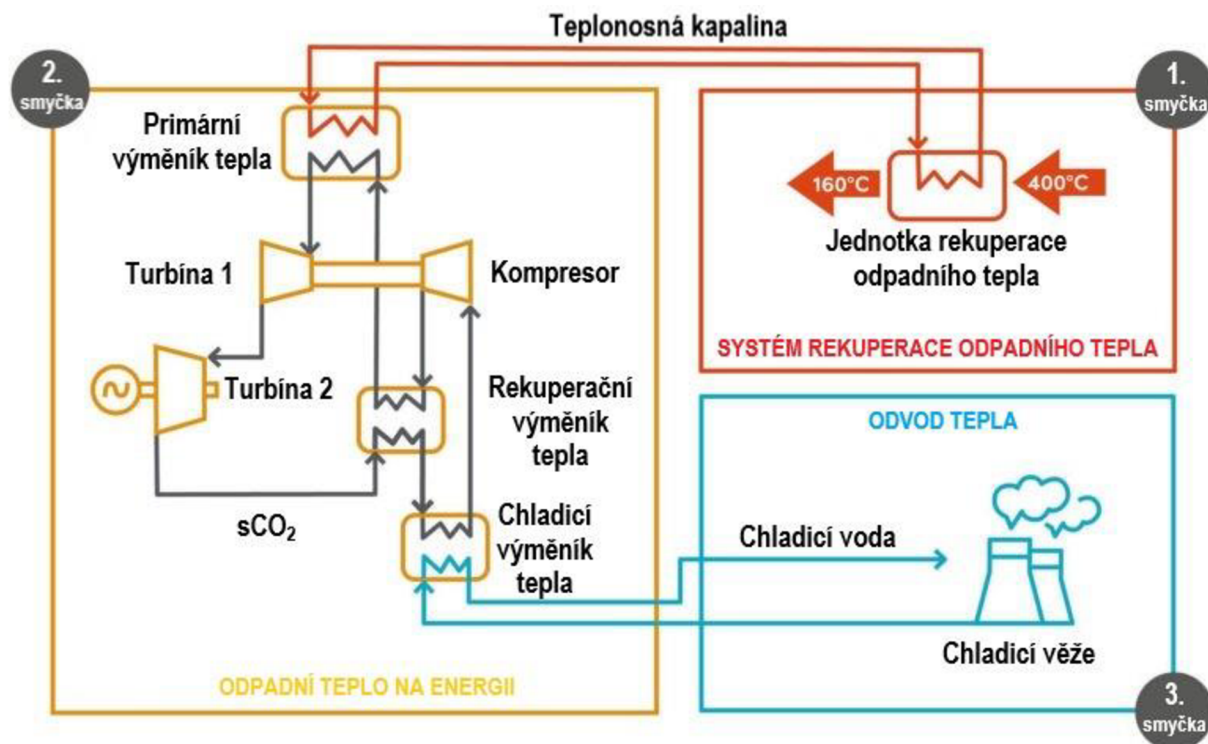 Teplonosná kapalina
2.
smyčka
1.
smyčka
Primární
výměník tepla
160°C
400°C
Jednotka rekuperace
odpadního tepla
Turbína 1
Kompresor
SYSTÉM REKUPERACE ODPADNÍHO TEPLA
Turbína 2
Rekuperační
výměník
tepla
ODVOD TEPLA
sCO₂
Chladicí
výměník
tepla
Chladicí voda
Chladicí věže
ODPADNÍ TEPLO NA ENERGII
3.
smyčka